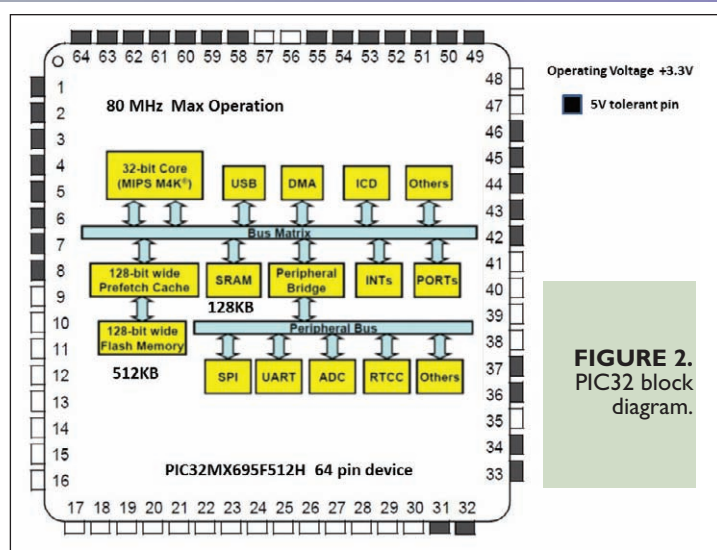 64 63 62 61 60 59 58 57 56 55 54 53 52 51 50 49
1
2
3
4
5
6
7
8
9
10
11
12
13
14
15
16
48
47
46
45
44
43
42
41
40
39
38
37
36
35
34
33
17 18 19 20 21 22 23 24 25 26 27 28 29 30 31 32
80 MHz Max Operation
32-bit Core
(MIPS M4K®)
USB
DMA
ICD
Others
Bus Matrix
128-bit wide
Prefetch Cache
SRAM
128KB
Peripheral
Bridge
INTs
PORTs
128-bit wide
Flash Memory
512KB
Peripheral Bus
SPI
UART
ADC
RTCC
Others
PIC32MX695F512H 64 pin device
Operating Voltage +3.3V
5V tolerant pin
FIGURE 2.
PIC32 block
diagram.